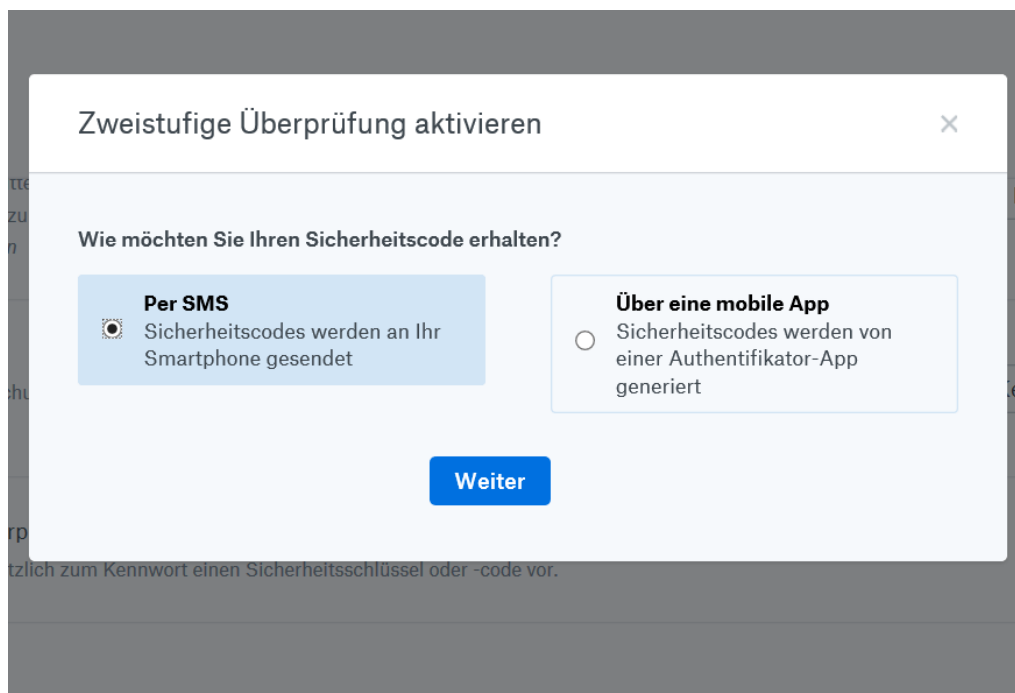 Zweistufige Überprüfung aktivieren
Wie möchten Sie Ihren Sicherheitscode erhalten?
Per SMS
Sicherheitscodes werden an Ihr
Smartphone gesendet
Über eine mobile App
Sicherheitscodes werden von
einer Authentifikator-App
generiert
Weiter
zum Kennwort einen Sicherheitsschlüssel oder -code vor.